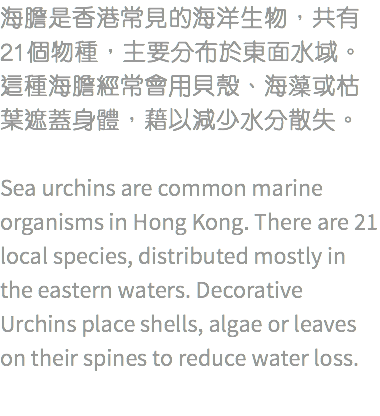 海膽是香港常見的海洋生物，共有
21個物種，主要分布於東面水域。
這種海膽經常會用貝殼、海藻或枯
葉遮蓋身體，藉以減少水分散失。
Sea urchins are common marine
organisms in Hong Kong. There are 21
local species, distributed mostly in
the eastern waters. Decorative
Urchins place shells, algae or leaves
on their spines to reduce water loss.